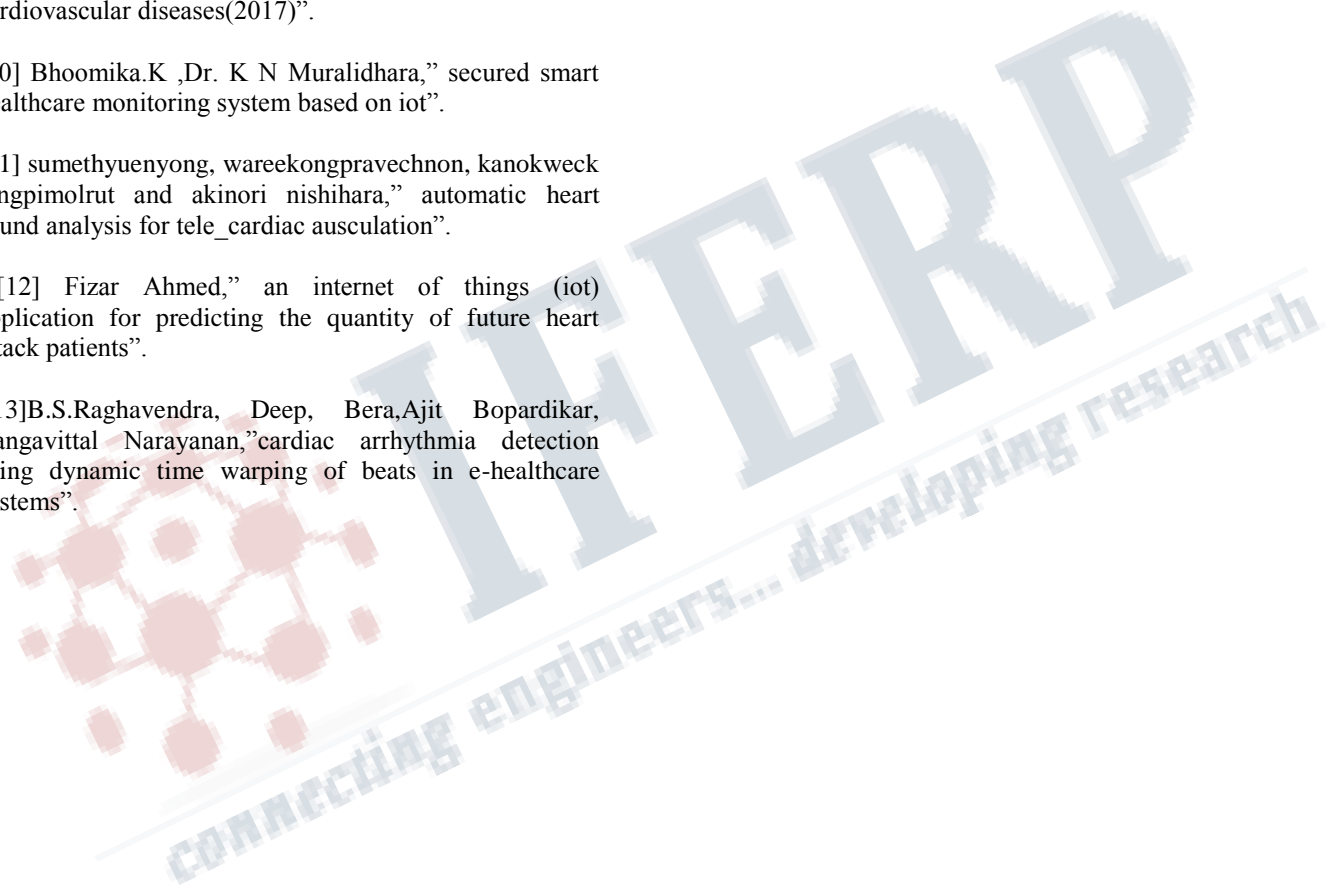 rdiovascular diseases(2017)”.
0] Bhoomika.K ,Dr. K N Muralidhara,” secured smart
althcare monitoring system based on iot”.
1] sumethyuenyong, wareekongpravechnon, kanokweck
ngpimolrut and akinori nishihara,” automatic heart
und analysis for tele_cardiac ausculation”.
[12] Fizar Ahmed,” an internet of things (iot)
plication for predicting the quantity of future heart
tack patients”.
3]B.S.Raghavendra, Deep, Bera,Ajit Bopardikar,
angavittal Narayanan,”cardiac arrhythmia detection
ing dynamic time warping of beats in e-healthcare
stems”.
IFERP
connecting engineers... developing research